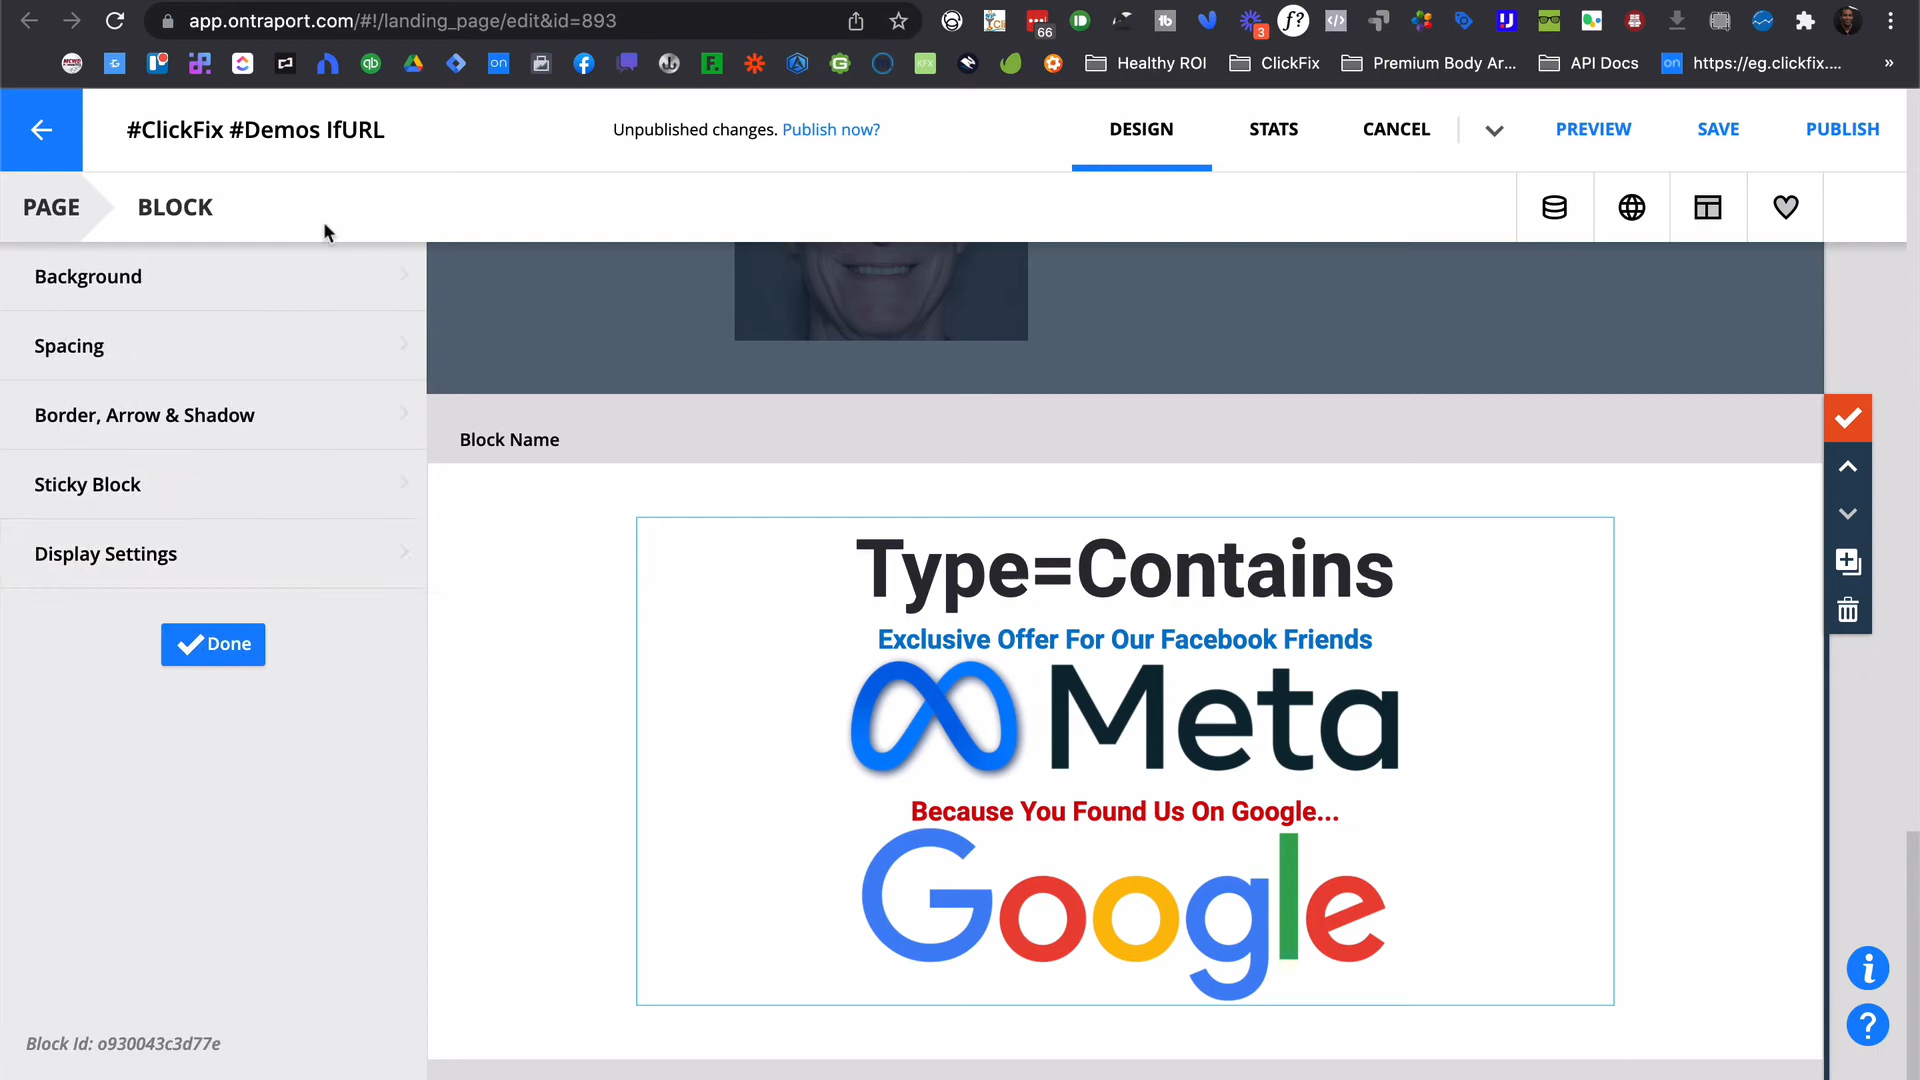 app.ontraport.com/#!/landing_page/edit&id=893
66
3
f?
Healthy ROI
ClickFix
Premium Body Ar...
API Docs
on
https://eg.clickfix....
»
#ClickFix #Demos IfURL
Unpublished changes. Publish now?
DESIGN
STATS
CANCEL
PREVIEW
SAVE
PUBLISH
PAGE
BLOCK
Background
Spacing
Border, Arrow & Shadow
Sticky Block
Display Settings
Done
Block Id: o930043c3d77e
Block Name
Type=Contains
Exclusive Offer For Our Facebook Friends
Meta
Because You Found Us On Google...
Google